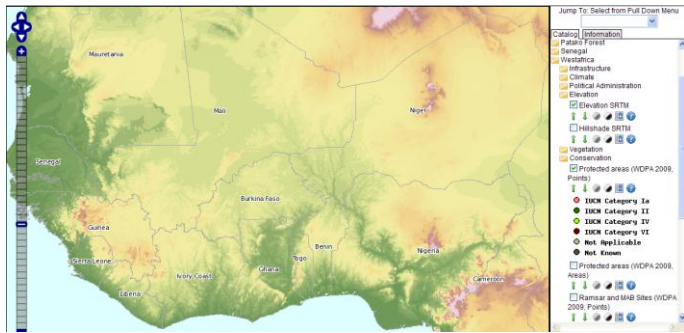 Jump To: Select from Pull Down Menu
Catalog Information
Patako Forest
Senegal
Westafrica
Infrastructure
Climate
Political Administration
Elevation
Elevation SRTM
Hillshade SRTM
Vegetation
Conservation
Protected areas (WDPA 2009,
Points)
IUCN Category Ia
IUCN Category II
IUCN Category IV
IUCN Category VI
Not Applicable
Not Known
Protected areas (WDPA 2009,
Areas)
Ramsar and MAB Sites (WDPA
2009, Points)
Mauretania
Mali
Niger
Senegal
Burkina Faso
Guinea
Benin
Nigeria
Sierra Leone
Togo
Ghana
Ivory Coast
Cameroon
Liberia